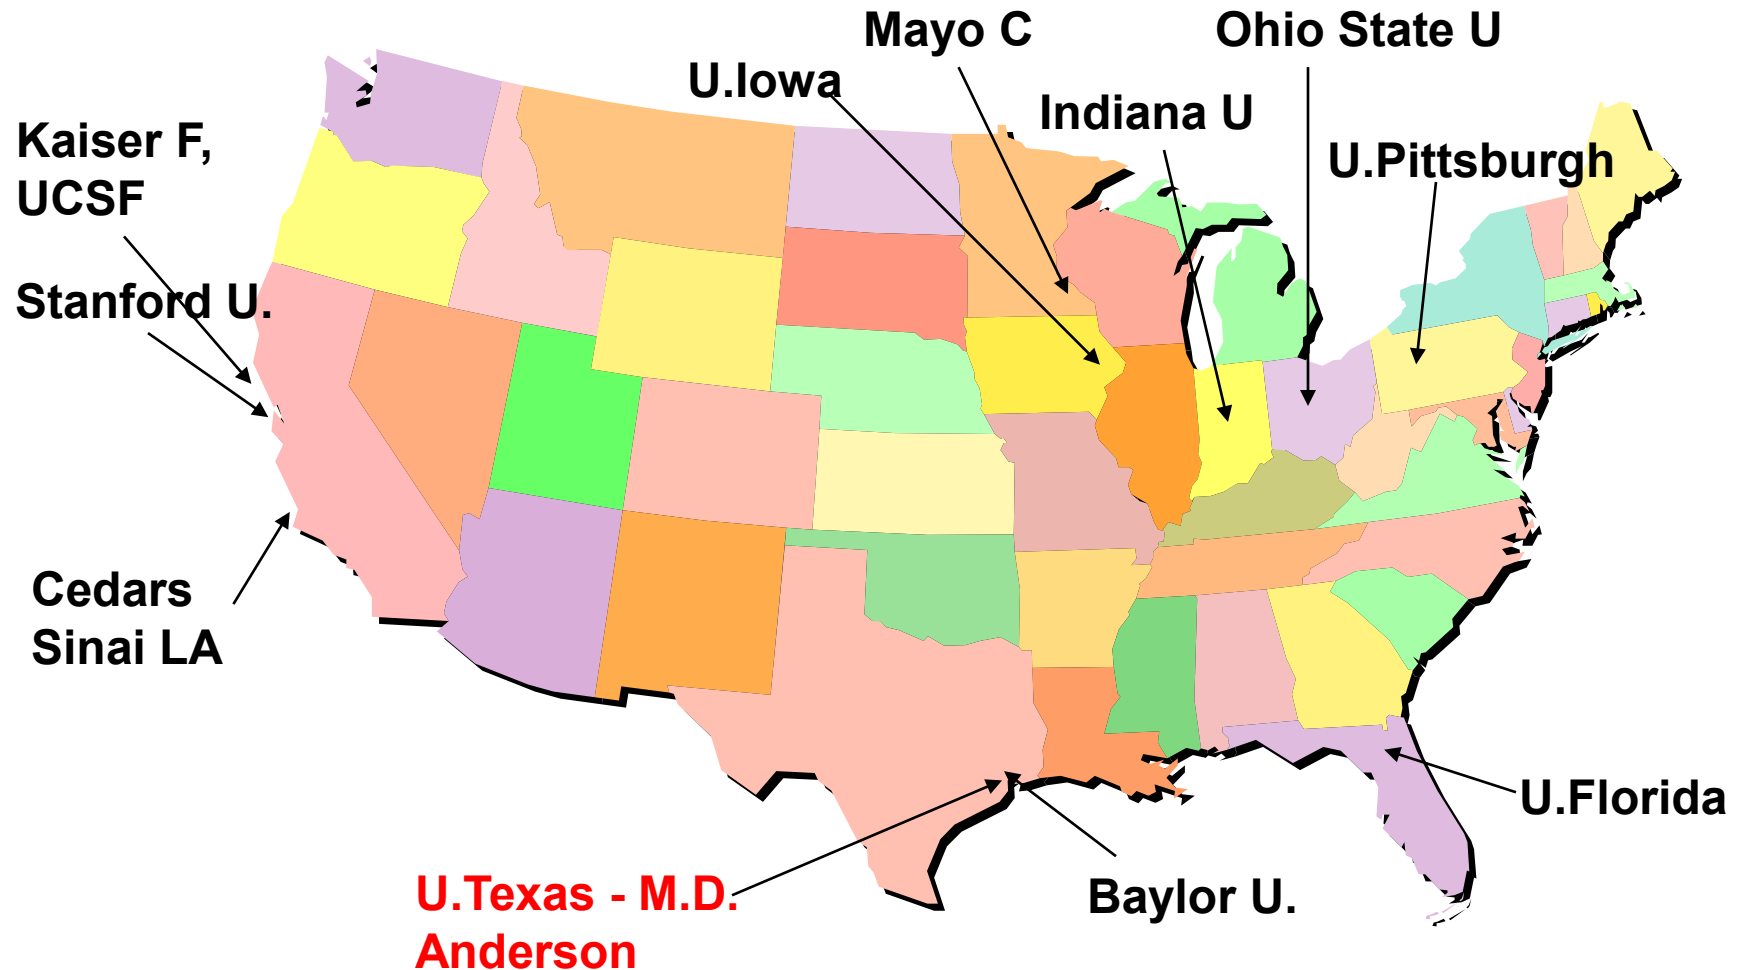 Mayo C
Ohio State U
U.Iowa
Indiana U
Kaiser F,
UCSF
U.Pittsburgh
Stanford U.
Cedars
Sinai LA
U.Florida
U.Texas - M.D.
Anderson
Baylor U.